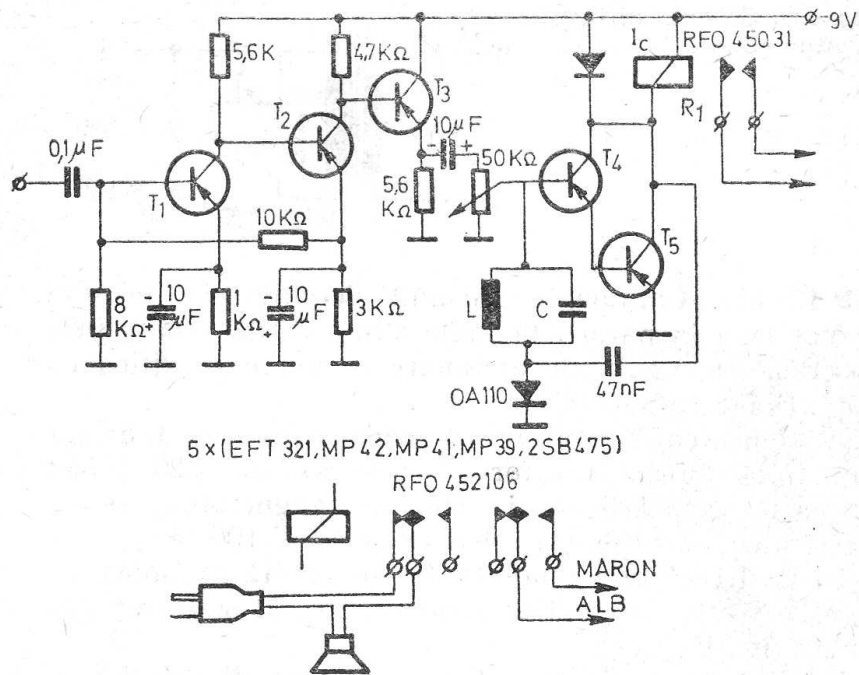 -9V
5,6K
4,7KΩ
Ic
RFO 45031
R1
T3
T2
10µF
- +
50KΩ
0,1µF
T1
5,6
KΩ
T4
10KΩ
T5
8
KΩ
- 10
µF
+
1
KΩ
- 10
µF
+
3KΩ
L
C
47nF
OA110
5×(EFT 321,MP42,MP41,MP39,2SB475)
RFO 452106
MARON
ALB